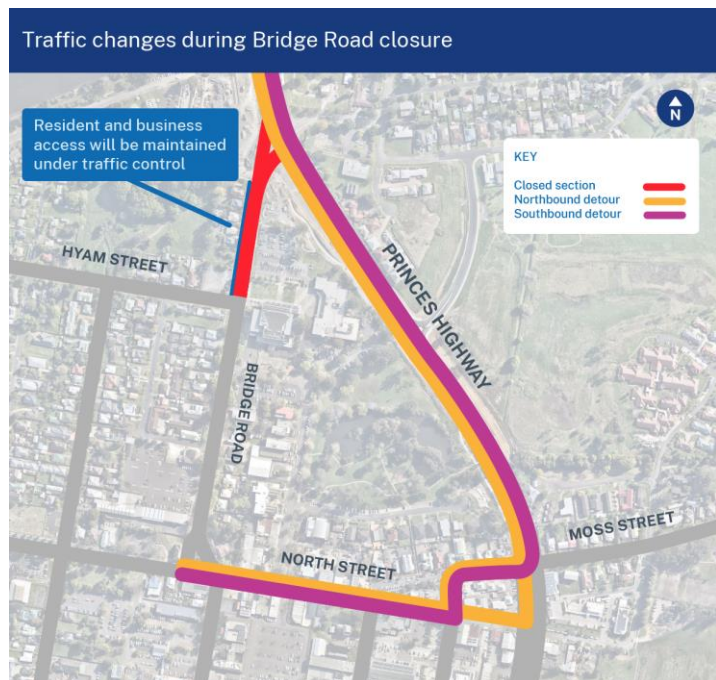 Traffic changes during Bridge Road closure
Resident and business
access will be maintained
under traffic control
N
KEY
Closed section
Northbound detour
Southbound detour
HYAM STREET
PRINCES HIGHWAY
BRIDGE ROAD
MOSS STREET
NORTH STREET